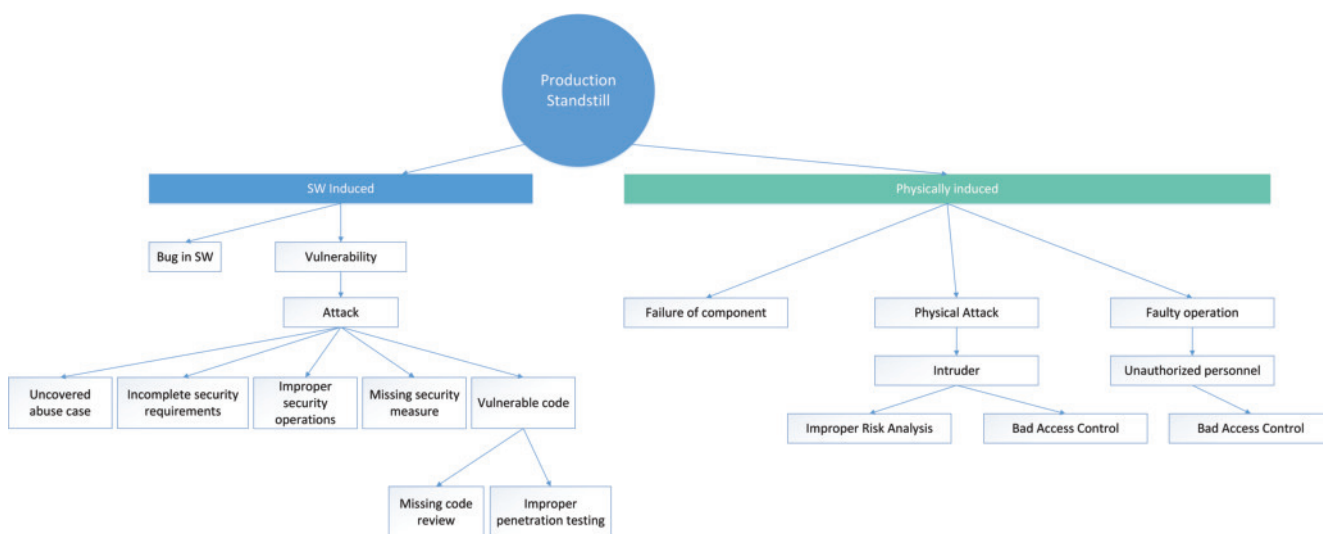 Production
Standstill
SW Induced
Physically induced
Bug in SW
Vulnerability
Attack
Failure of component
Physical Attack
Faulty operation
Intruder
Unauthorized personnel
Uncovered
abuse case
Incomplete security
requirements
Improper
security
operations
Missing security
measure
Vulnerable code
Improper Risk Analysis
Bad Access Control
Bad Access Control
Missing code
review
Improper
penetration testing